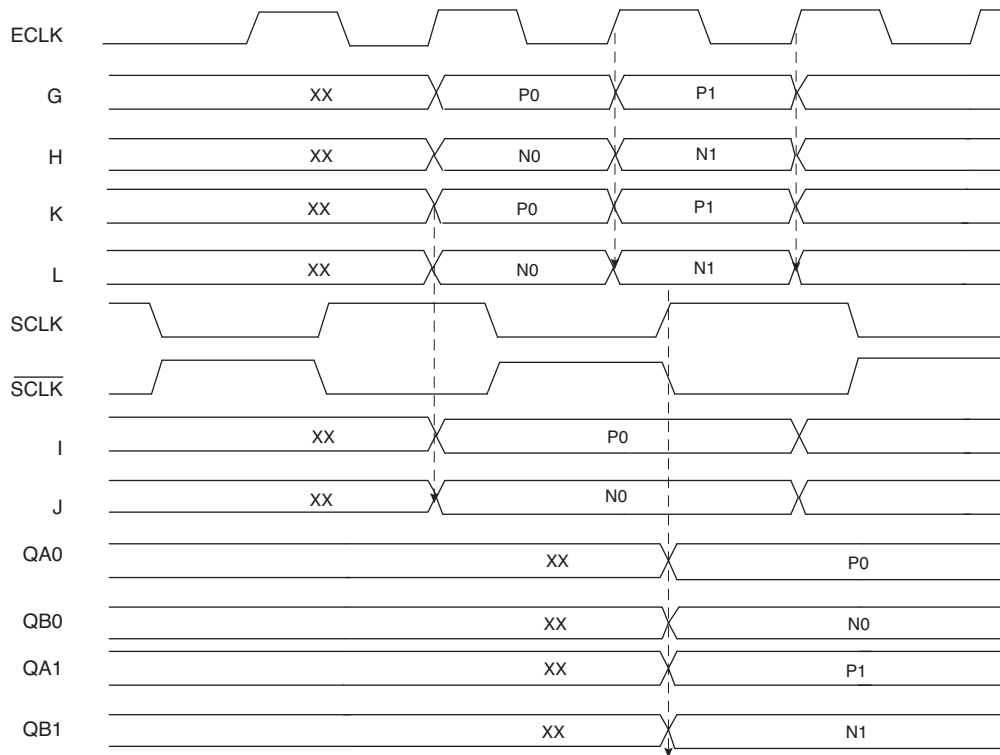 ECLK
G XX P0 P1
H XX N0 N1
K XX P0 P1
L XX N0 N1
SCLK
SCLK
I XX P0
J XX N0
QA0 XX P0
QB0 XX N0
QA1 XX P1
QB1 XX N1